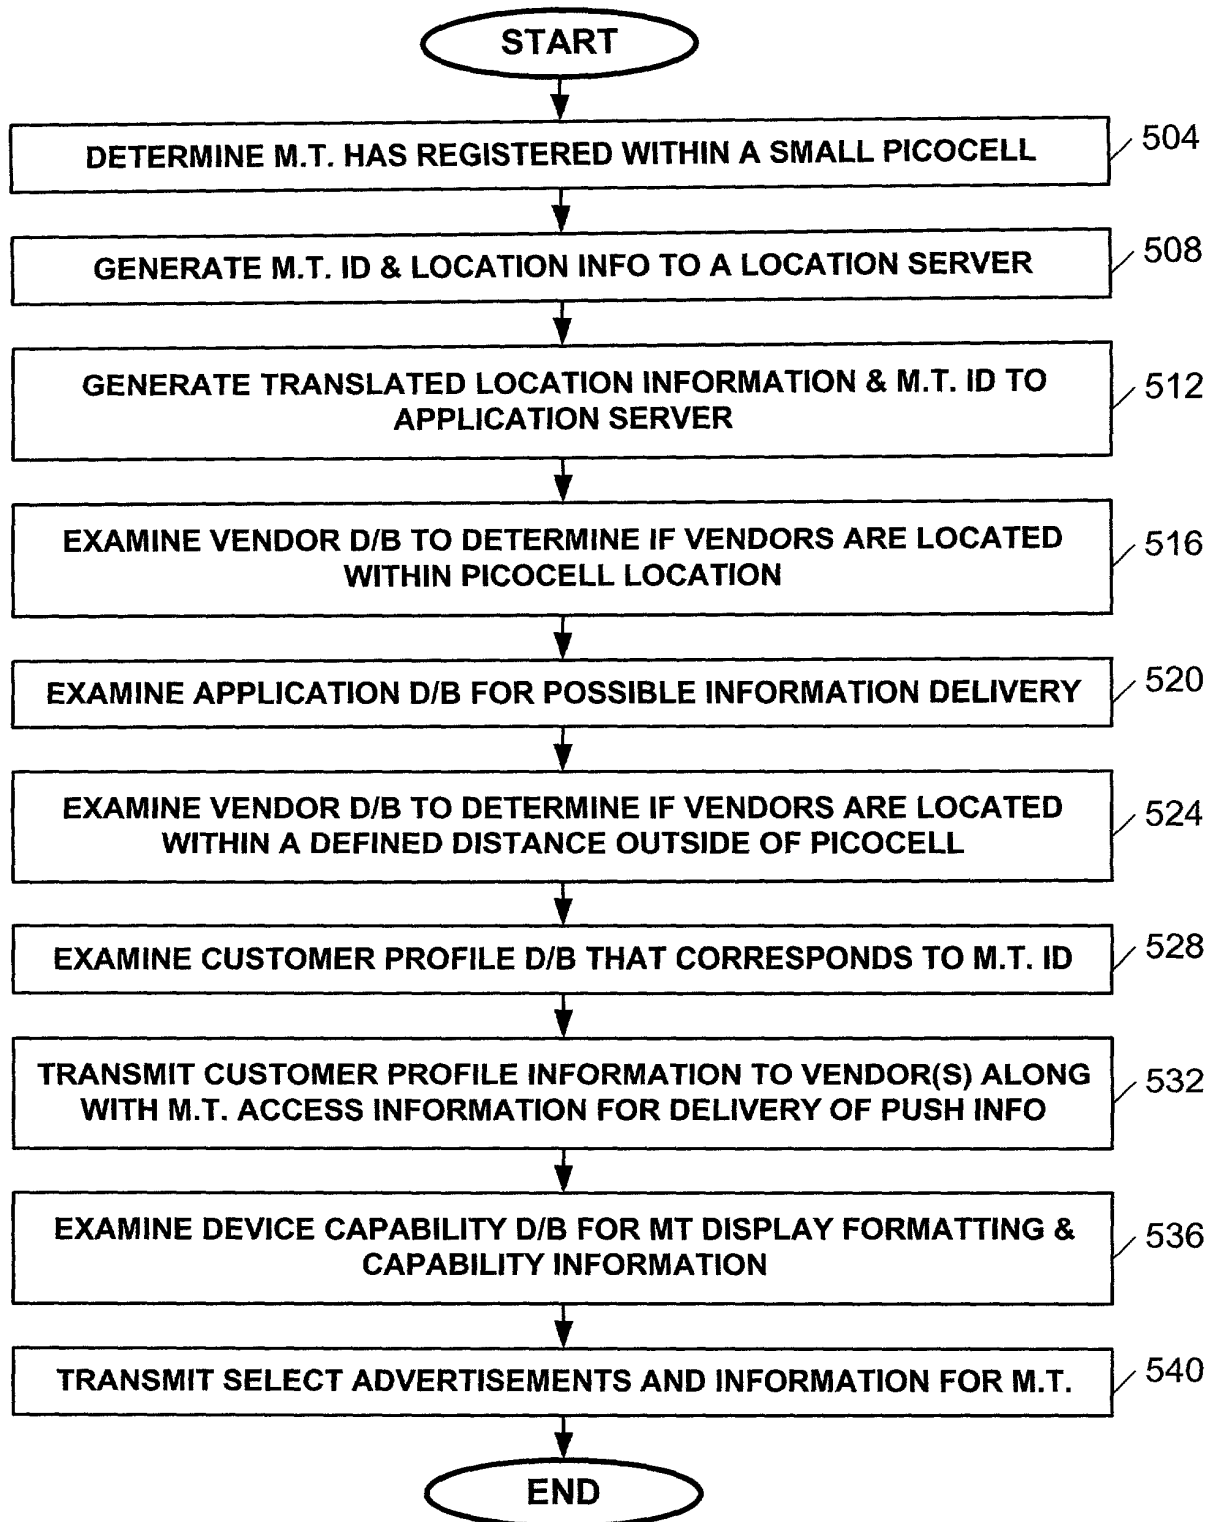 START
DETERMINE M.T. HAS REGISTERED WITHIN A SMALL PICOCELL
504
GENERATE M.T. ID & LOCATION INFO TO A LOCATION SERVER
508
GENERATE TRANSLATED LOCATION INFORMATION & M.T. ID TO
APPLICATION SERVER
512
EXAMINE VENDOR D/B TO DETERMINE IF VENDORS ARE LOCATED
WITHIN PICOCELL LOCATION
516
EXAMINE APPLICATION D/B FOR POSSIBLE INFORMATION DELIVERY
520
EXAMINE VENDOR D/B TO DETERMINE IF VENDORS ARE LOCATED
WITHIN A DEFINED DISTANCE OUTSIDE OF PICOCELL
524
EXAMINE CUSTOMER PROFILE D/B THAT CORRESPONDS TO M.T. ID
528
TRANSMIT CUSTOMER PROFILE INFORMATION TO VENDOR(S) ALONG
WITH M.T. ACCESS INFORMATION FOR DELIVERY OF PUSH INFO
532
EXAMINE DEVICE CAPABILITY D/B FOR MT DISPLAY FORMATTING &
CAPABILITY INFORMATION
536
TRANSMIT SELECT ADVERTISEMENTS AND INFORMATION FOR M.T.
540
END